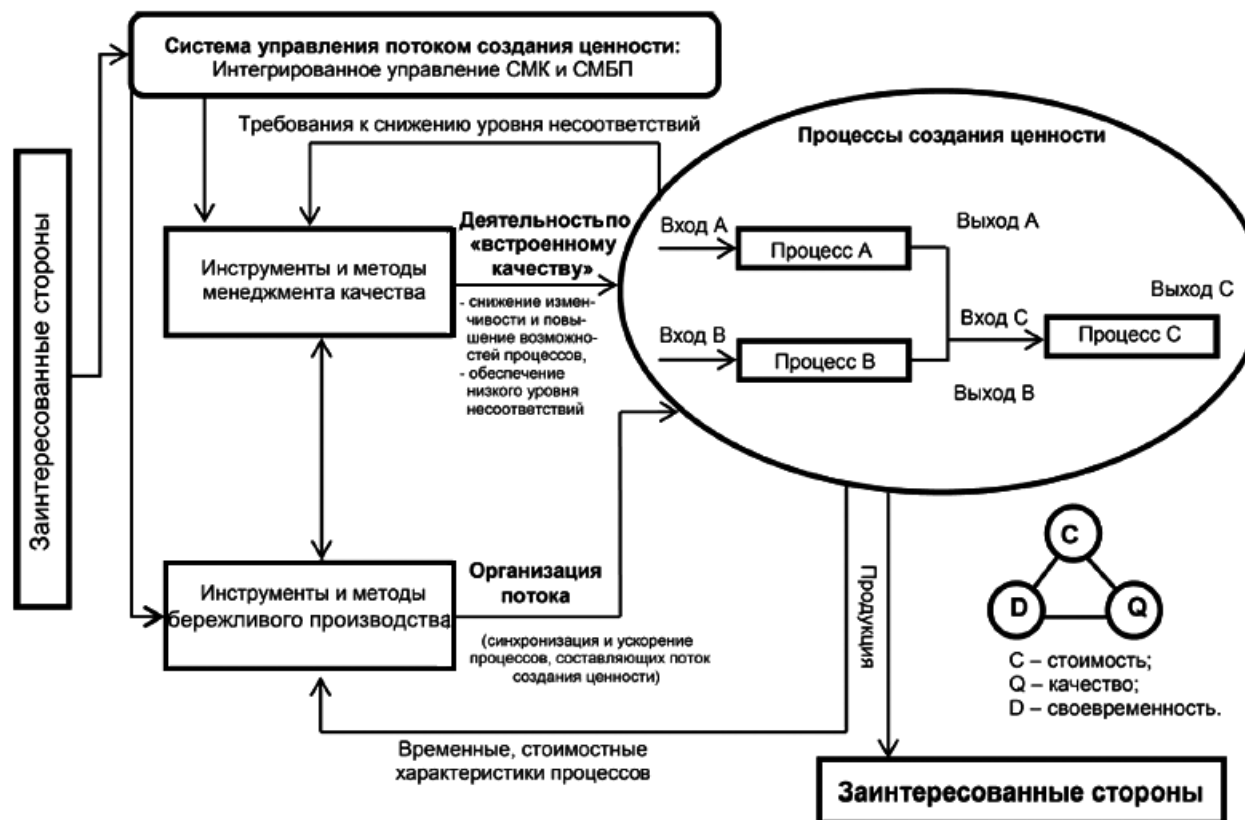 Система управления потоком создания ценности:
Интегрированное управление СМК и СМБП
Заинтересованные стороны
Требования к снижению уровня несоответствий
Инструменты и методы
менеджмента качества
Деятельность по
«встроенному
качеству»
- снижение измен-
чивости и повы-
шение возможно-
стей процессов,
- обеспечение
низкого уровня
несоответствий
Процессы создания ценности
Вход А
Процесс А
Выход А
Вход В
Процесс В
Выход В
Вход С
Процесс С
Выход С
Инструменты и методы
бережливого производства
Организация
потока
(синхронизация и ускорение
процессов, составляющих поток
создания ценности)
Временные, стоимостные
характеристики процессов
Продукция
C
D
Q
C – стоимость;
Q – качество;
D – своевременность.
Заинтересованные стороны